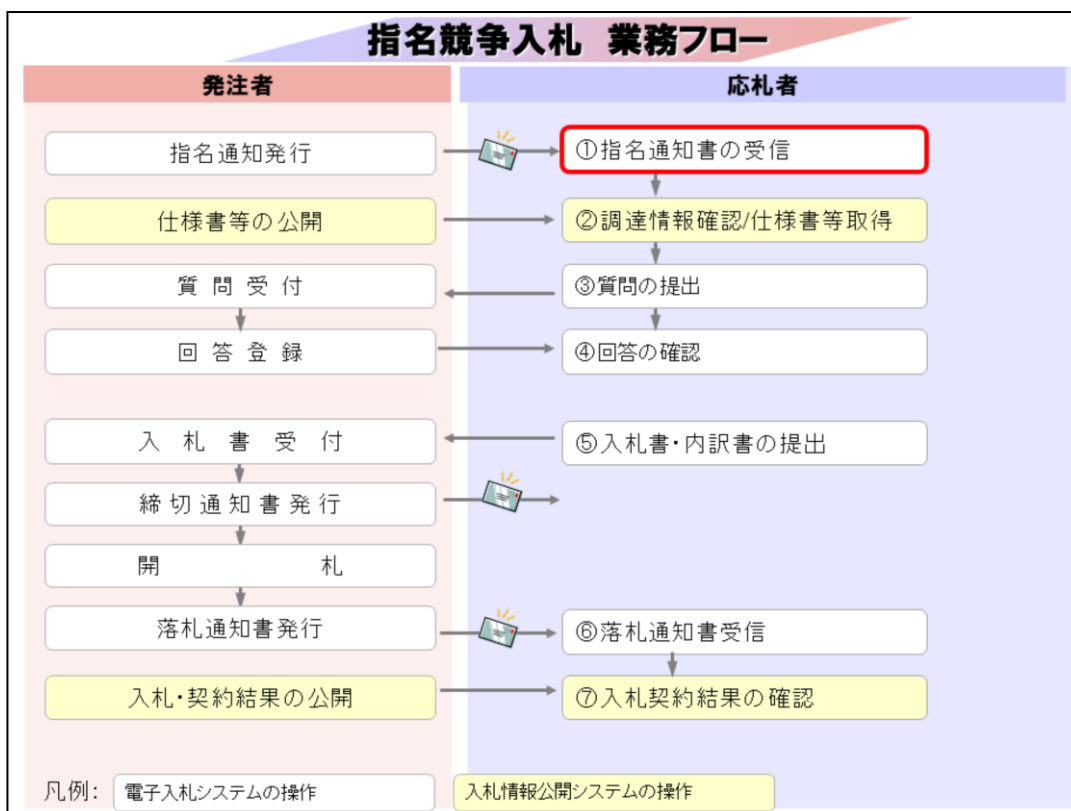 指名競争入札 業務フロー
発注者
応札者
指名通知発行
①指名通知書の受信
仕様書等の公開
②調達情報確認/仕様書等取得
質問受付
③質問の提出
回答登録
④回答の確認
入札書受付
⑤入札書・内訳書の提出
締切通知書発行
開札
落札通知書発行
⑥落札通知書受信
入札・契約結果の公開
⑦入札契約結果の確認
凡例: 電子入札システムの操作 入札情報公開システムの操作